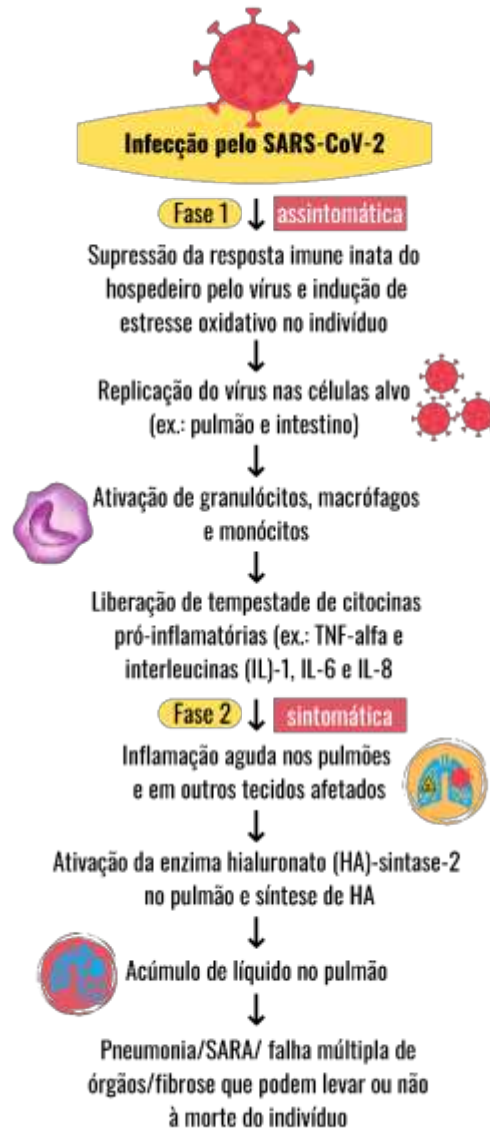 Infecção pelo SARS-CoV-2
Fase 1 assintomática
Supressão da resposta imune inata do
hospedeiro pelo vírus e indução de
estresse oxidativo no indivíduo
Replicação do vírus nas células alvo
(ex.: pulmão e intestino)
Ativação de granulócitos, macrófagos
e monócitos
Liberação de tempestade de citocinas
pró-inflamatórias (ex.: TNF-alfa e
interleucinas (IL)-1, IL-6 e IL-8
Fase 2 sintomática
Inflamação aguda nos pulmões
e em outros tecidos afetados
Ativação da enzima hialuronato (HA)-sintase-2
no pulmão e síntese de HA
Acúmulo de líquido no pulmão
Pneumonia/SARA/ falha múltipla de
órgãos/fibrose que podem levar ou não
à morte do indivíduo